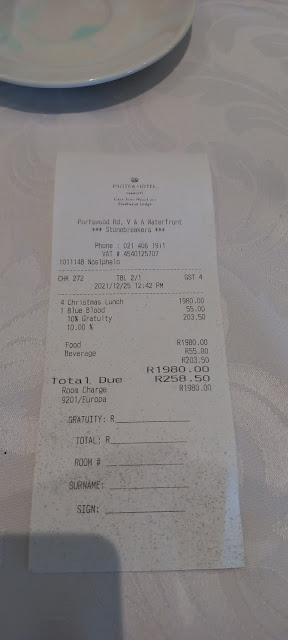 PROTEA HOTEL
Portswood Rd, V & A Waterfront
*** Stonebreakers ***
Phone : 021 406 1911
VAT # 4540125707
1011148 Nosiphelo
CHK 272 TBL 2/1 GST 4
2021/12/25 12:42 PM
4 Christmas Lunch 1980.00
1 Blue Blood 55.00
10% Gratuity 203.50
10.00 %
Food R1980.00
Beverage R55.00
R203.50
R1980.00
Total Due R258.50
Room Charge R1980.00
9201/Europa
GRATUITY: R
TOTAL: R
ROOM #
SURNAME:
SIGN: